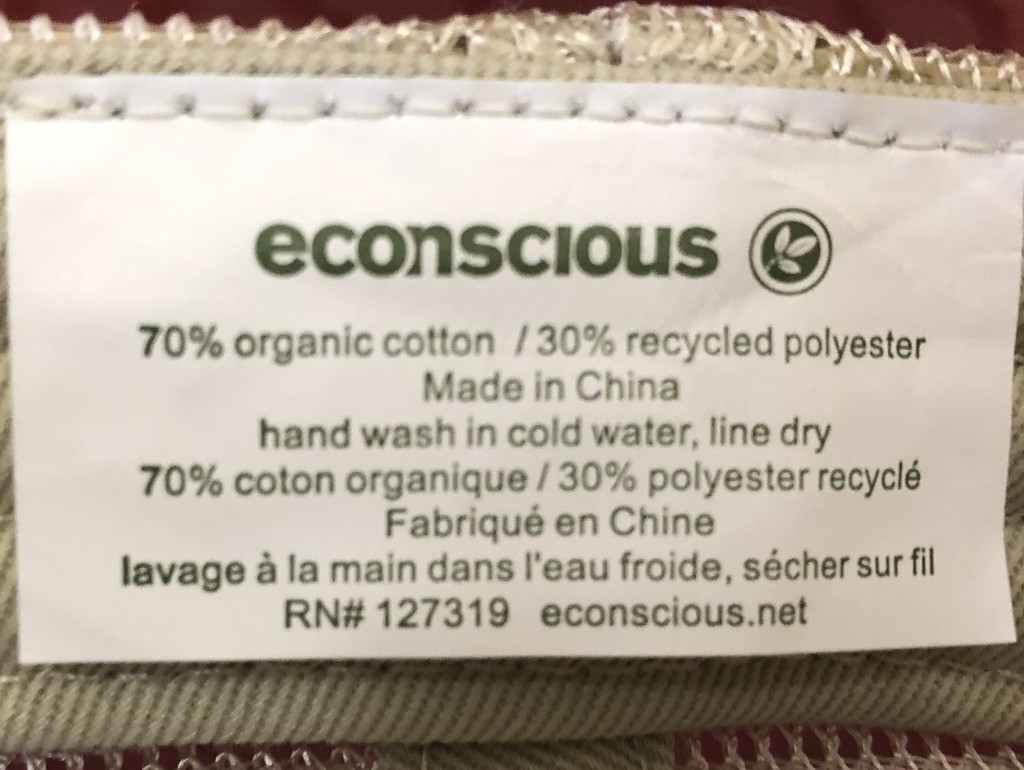 econscious
70% organic cotton / 30% recycled polyester
Made in China
hand wash in cold water, line dry
70% coton organique / 30% polyester recyclé
Fabriqué en Chine
lavage à la main dans l'eau froide, sécher sur fil
RN# 127319 econscious.net